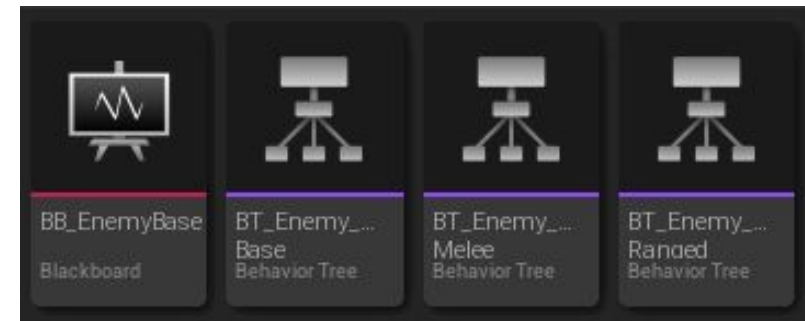 BB_EnemyBase
Blackboard
BT_Enemy_...
Base
Behavior Tree
BT_Enemy_...
Melee
Behavior Tree
BT_Enemy_...
Ranged
Behavior Tree